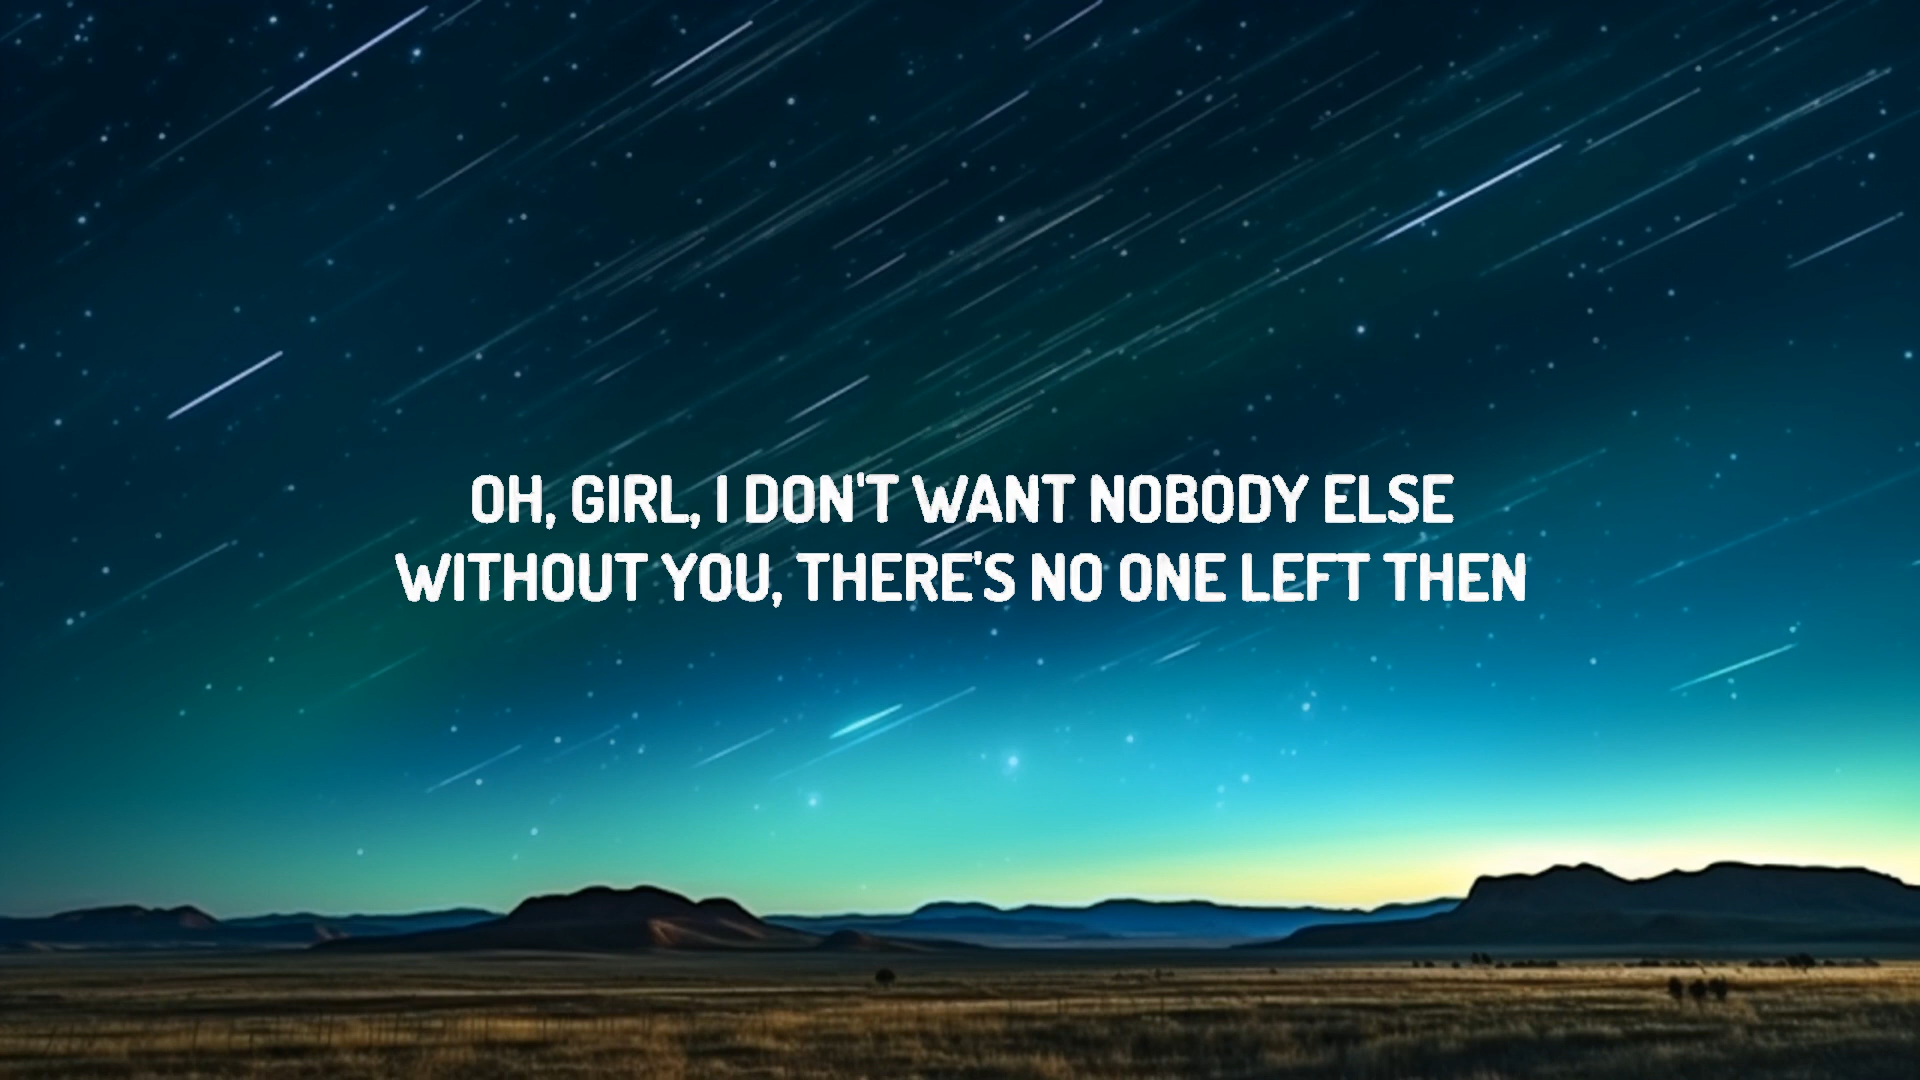 OH, GIRL, I DON'T WANT NOBODY ELSE
WITHOUT YOU, THERE'S NO ONE LEFT THEN